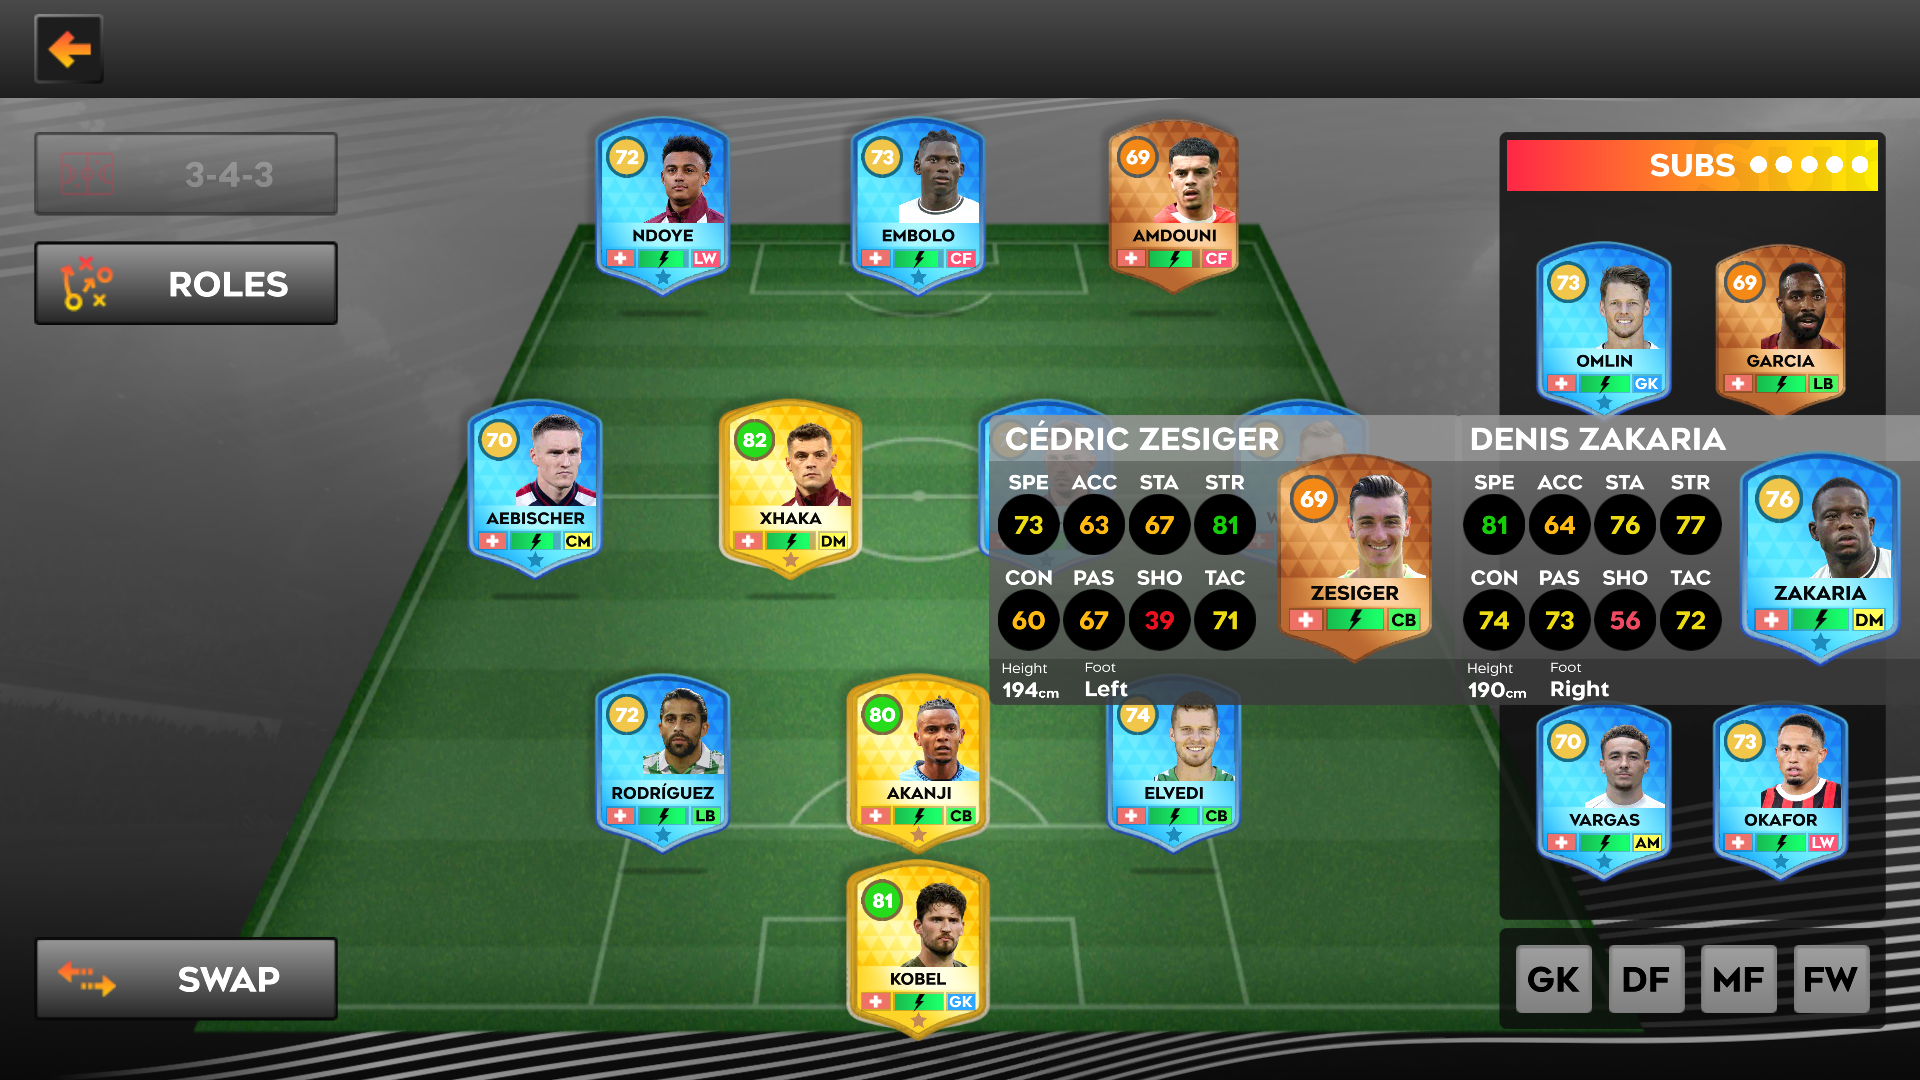 3-4-3
ROLES
SWAP
72
NDOYE
LW
73
EMBOLO
CF
69
AMDOUNI
CF
70
AEBISCHER
CM
82
XHAKA
DM
72
RODRÍGUEZ
LB
80
AKANJI
CB
74
ELVEDI
CB
81
KOBEL
GK
CÉDRIC ZESIGER
SPE ACC STA STR
73 63 67 81
CON PAS SHO TAC
60 67 39 71
Height Foot
194cm Left
69
ZESIGER
CB
DENIS ZAKARIA
SPE ACC STA STR
81 64 76 77
CON PAS SHO TAC
74 73 56 72
Height Foot
190cm Right
76
ZAKARIA
DM
SUBS
73
OMLIN
GK
69
GARCIA
LB
70
VARGAS
AM
73
OKAFOR
LW
GK DF MF FW